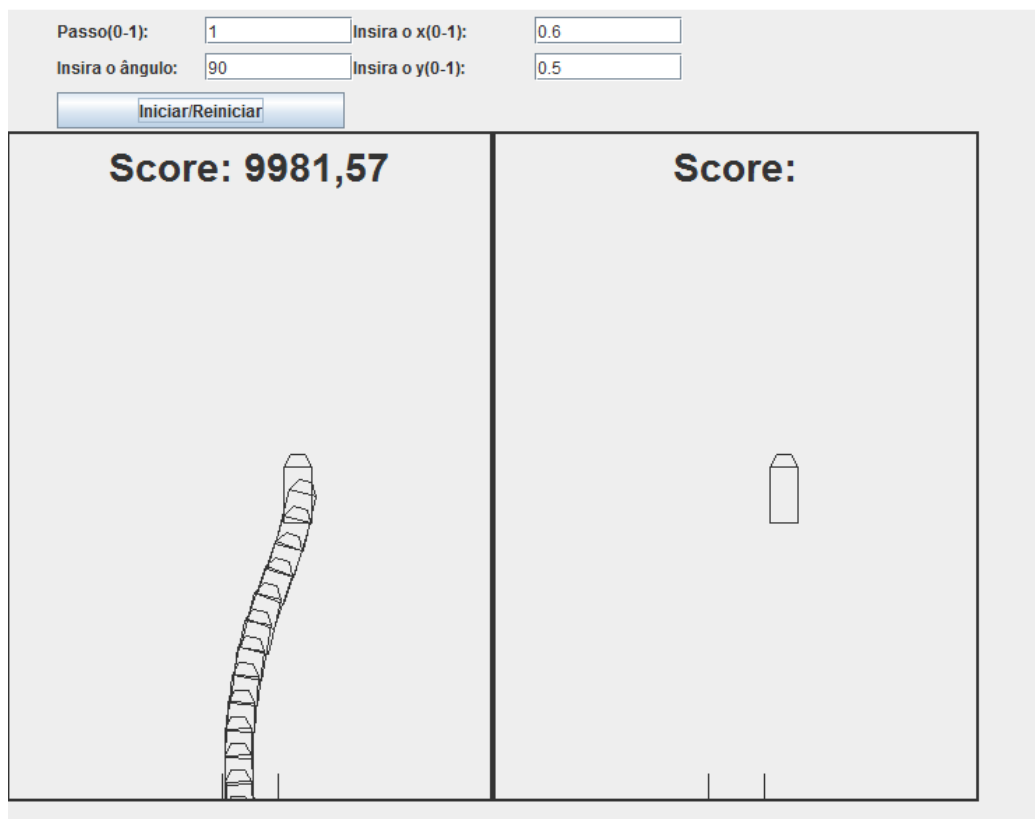 Passo(0-1): 1 Insira o x(0-1): 0.6
Insira o ângulo: 90 Insira o y(0-1): 0.5
Iniciar/Reiniciar
Score: 9981,57 Score: